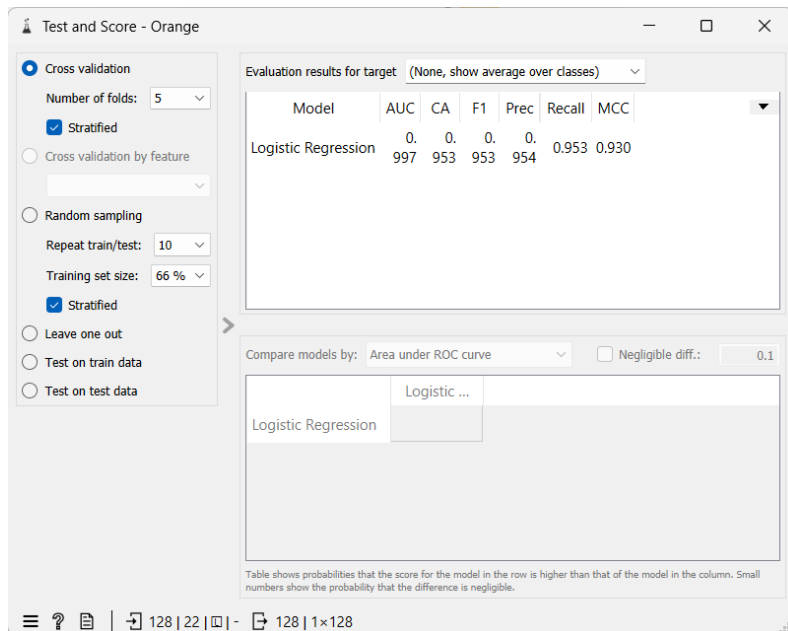 Test and Score - Orange
Cross validation
Number of folds: 5
Stratified
Cross validation by feature
Random sampling
Repeat train/test: 10
Training set size: 66 %
Stratified
Leave one out
Test on train data
Test on test data
Evaluation results for target (None, show average over classes)
Model AUC CA F1 Prec Recall MCC
Logistic Regression 0.997 0.953 0.953 0.954 0.953 0.930
Compare models by: Area under ROC curve Negligible diff.: 0.1
Logistic ...
Logistic Regression
Table shows probabilities that the score for the model in the row is higher than that of the model in the column. Small
numbers show the probability that the difference is negligible.
128 | 22 | - 128 | 1×128